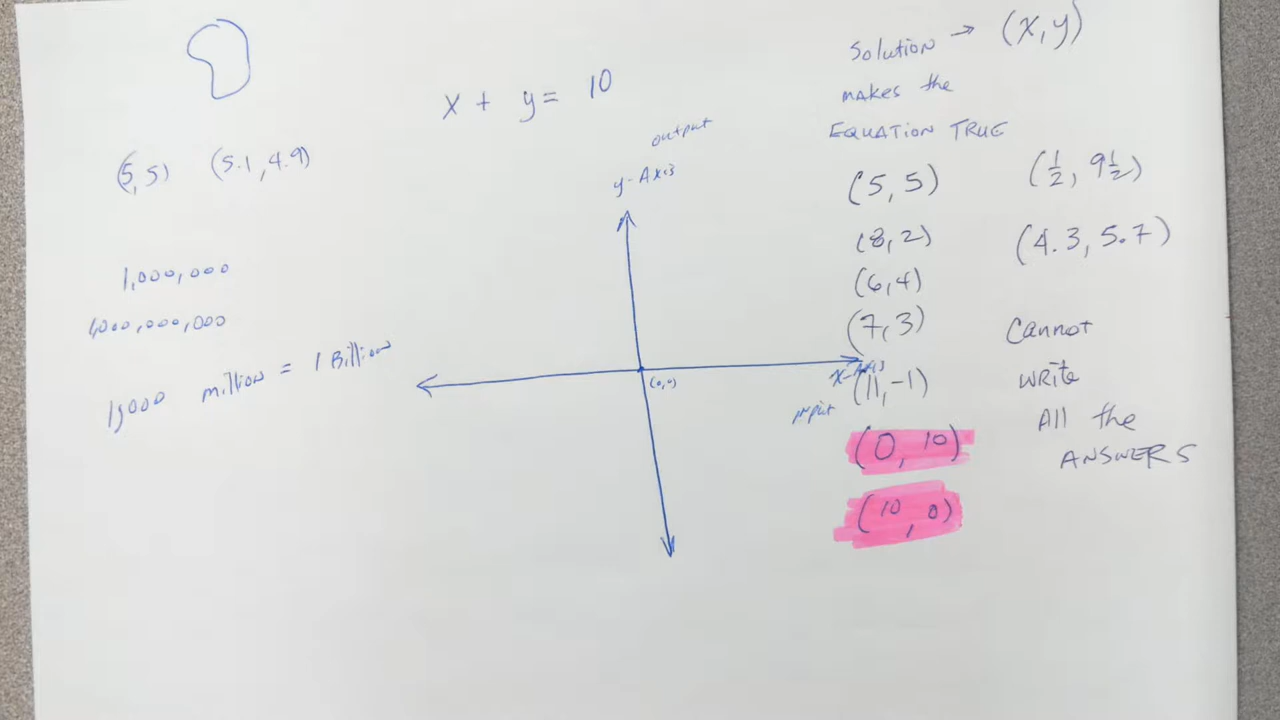 x + y = 10
(5,5) (5.1,4.9)
1,000,000
1,000,000,000
1,000 million = 1 Billion
output
y-Axis
(0,0)
x-Axis
input
Solution → (x,y)
makes the
EQUATION TRUE
(5,5)
(8,2)
(6,4)
(7,3)
(11,-1)
(0,10)
(10,0)
(1/2, 9 1/2)
(4.3, 5.7)
Cannot
write
All the
ANSWERS